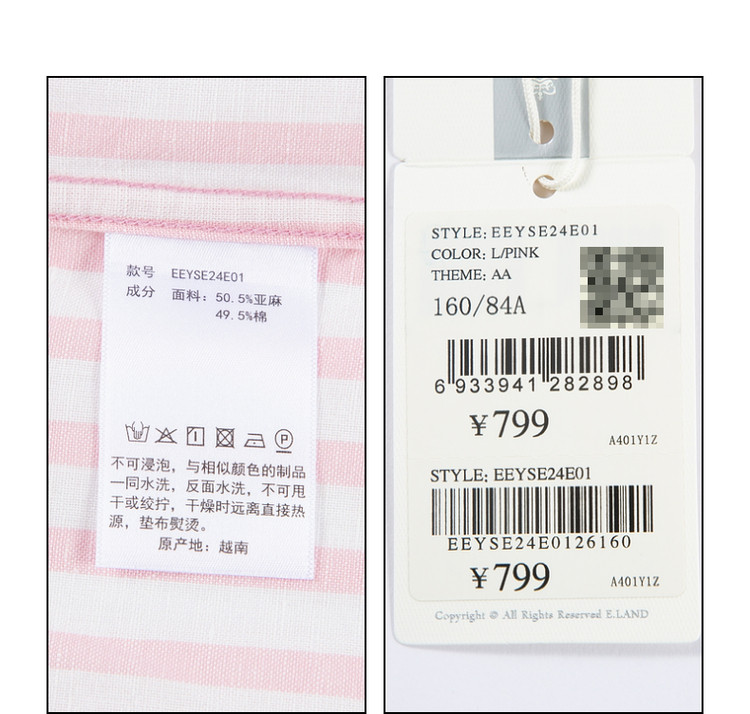 款号 EEYSE24E01
成分 面料：50.5%亚麻
49.5%棉
不可浸泡，与相似颜色的制品
一同水洗，反面水洗，不可甩
干或绞拧，干燥时远离直接热
源，垫布熨烫。
原产地：越南
STYLE: EEYSE24E01
COLOR: L/PINK
THEME: AA
160/84A
6 933941 282898
¥799
A401Y1Z
STYLE: EEYSE24E01
EEYSE24E0126160
¥799
A401Y1Z
Copyright @ All Rights Reserved E.LAND